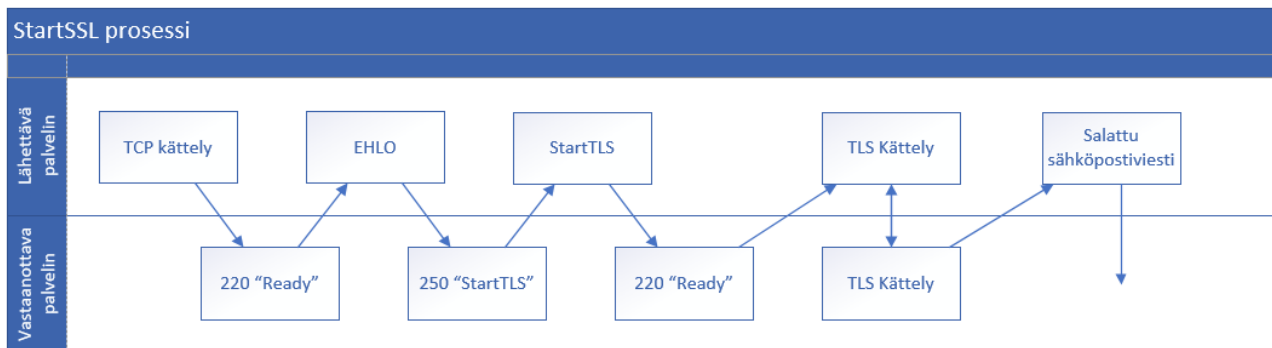 StartSSL prosessi
Lähettävä
palvelin
TCP kättely
EHLO
StartTLS
TLS Kättely
Salattu
sähköpostiviesti
Vastaanottava
palvelin
220 “Ready”
250 “StartTLS”
220 “Ready”
TLS Kättely